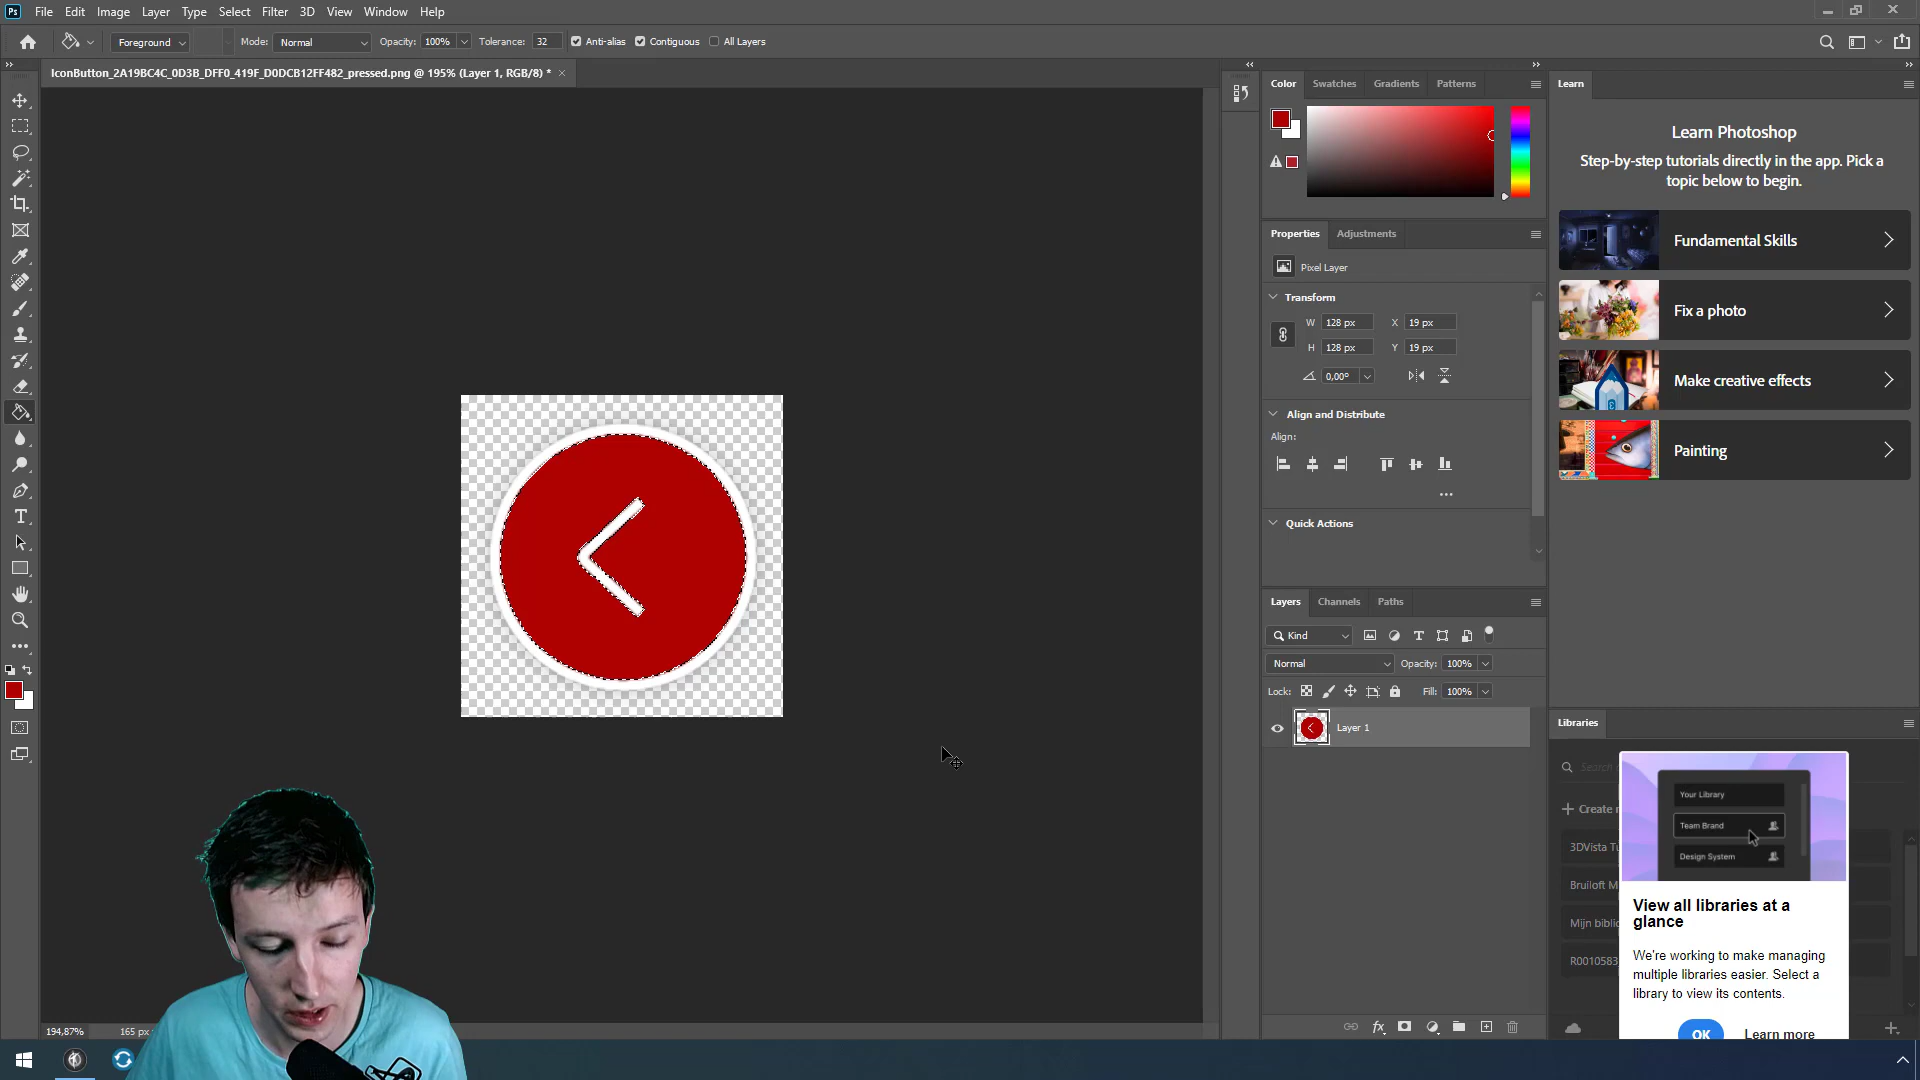 Ps File Edit Image Layer Type Select Filter 3D View Window Help
Foreground Mode: Normal Opacity: 100% Tolerance: 32 Anti-alias Contiguous All Layers
IconButton_2A19BC4C_0D3B_DFF0_419F_D0DCB12FF482_pressed.png @ 195% (Layer 1, RGB/8) *
Color Swatches Gradients Patterns
Properties Adjustments
Pixel Layer
Transform
W 128 px X 19 px
H 128 px Y 19 px
0,00°
Align and Distribute
Align:
Quick Actions
Layers Channels Paths
Kind
Normal Opacity: 100%
Lock: Fill: 100%
Layer 1
fx
Learn
Learn Photoshop
Step-by-step tutorials directly in the app. Pick a
topic below to begin.
Fundamental Skills
Fix a photo
Make creative effects
Painting
Libraries
Search
Create
3DVista
Bruiloft
Mijn
R0010583
Your Library
Team Brand
Design System
View all libraries at a
glance
We're working to make managing
multiple libraries easier. Select a
library to view its contents.
OK Learn more
194,87% 165 px